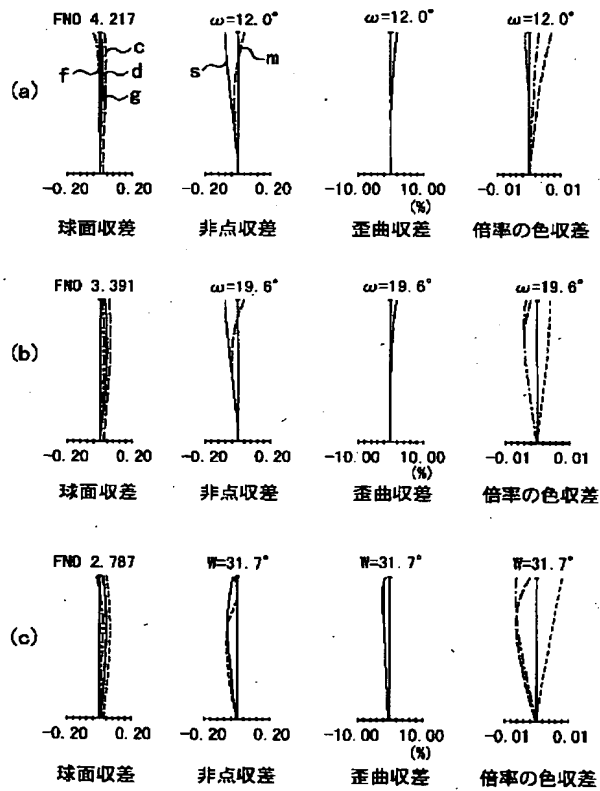 FNO 4.217 ω=12.0° ω=12.0° ω=12.0°
(a) f c d g s m
-0.20 0.20 -0.20 0.20 -10.00 10.00 -0.01 0.01
(%)
球面収差 非点収差 歪曲収差 倍率の色収差
FNO 3.391 ω=19.6° ω=19.6° ω=19.6°
(b)
-0.20 0.20 -0.20 0.20 -10.00 10.00 -0.01 0.01
(%)
球面収差 非点収差 歪曲収差 倍率の色収差
FNO 2.787 W=31.7° W=31.7° W=31.7°
(c)
-0.20 0.20 -0.20 0.20 -10.00 10.00 -0.01 0.01
(%)
球面収差 非点収差 歪曲収差 倍率の色収差